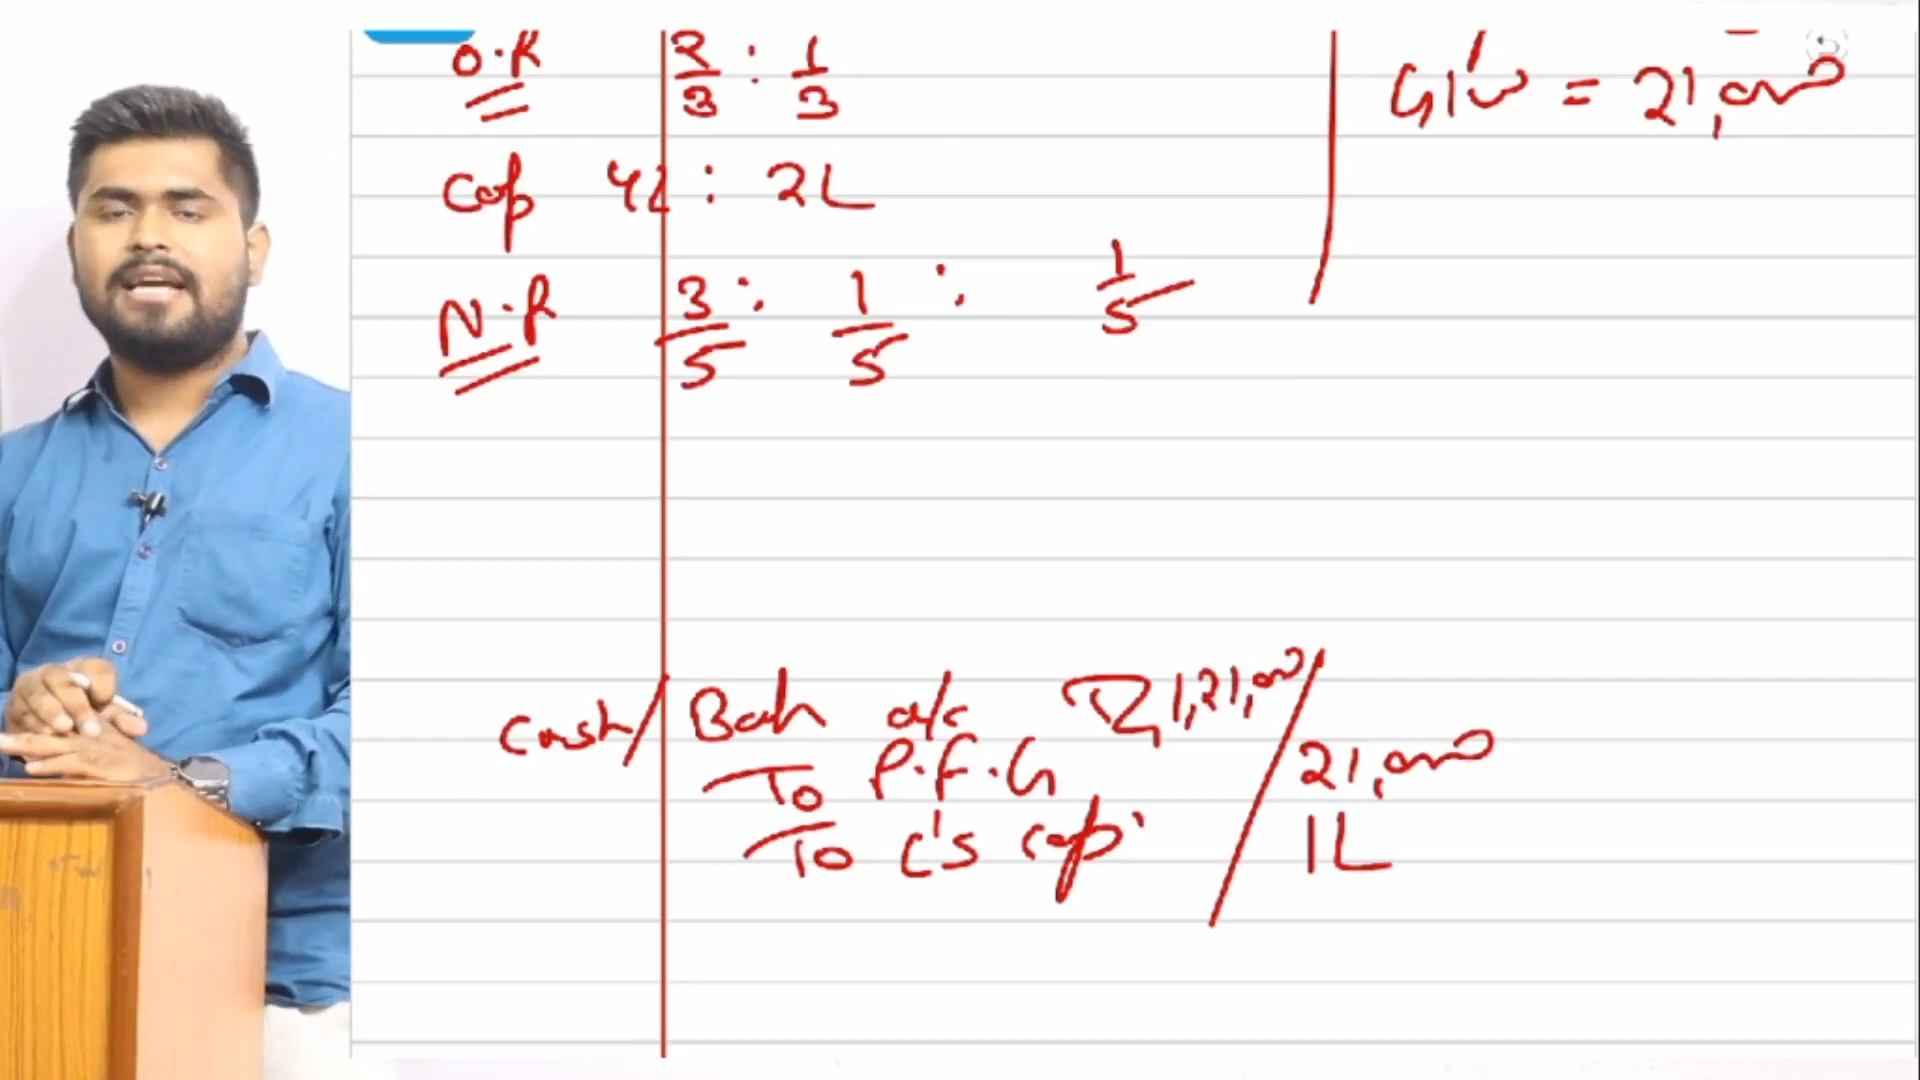 O.R 2/3 : 1/3
Cap 4L : 2L
N.R 3/5 : 1/5 : 1/5
G/W = 21,000
Cash/Bank a/c Dr 1,21,000
To P.F.G 21,000
To C's cap 1L